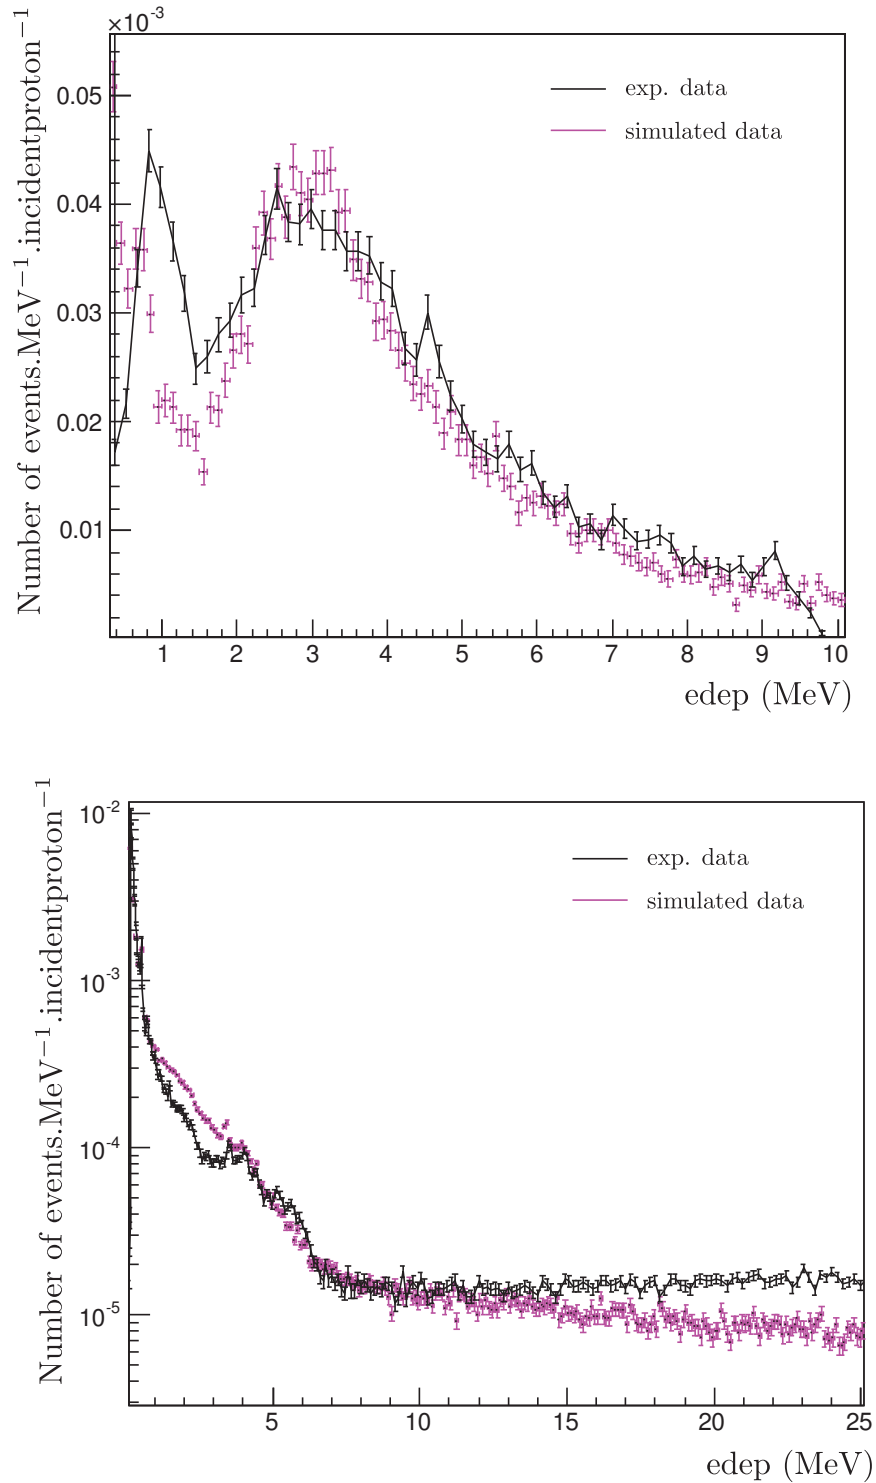 ×10⁻³
Number of events.MeV⁻¹.incidentproton⁻¹
0.05
0.04
0.03
0.02
0.01
exp. data
simulated data
1 2 3 4 5 6 7 8 9 10
edep (MeV)
Number of events.MeV⁻¹.incidentproton⁻¹
10⁻²
10⁻³
10⁻⁴
10⁻⁵
exp. data
simulated data
5 10 15 20 25
edep (MeV)